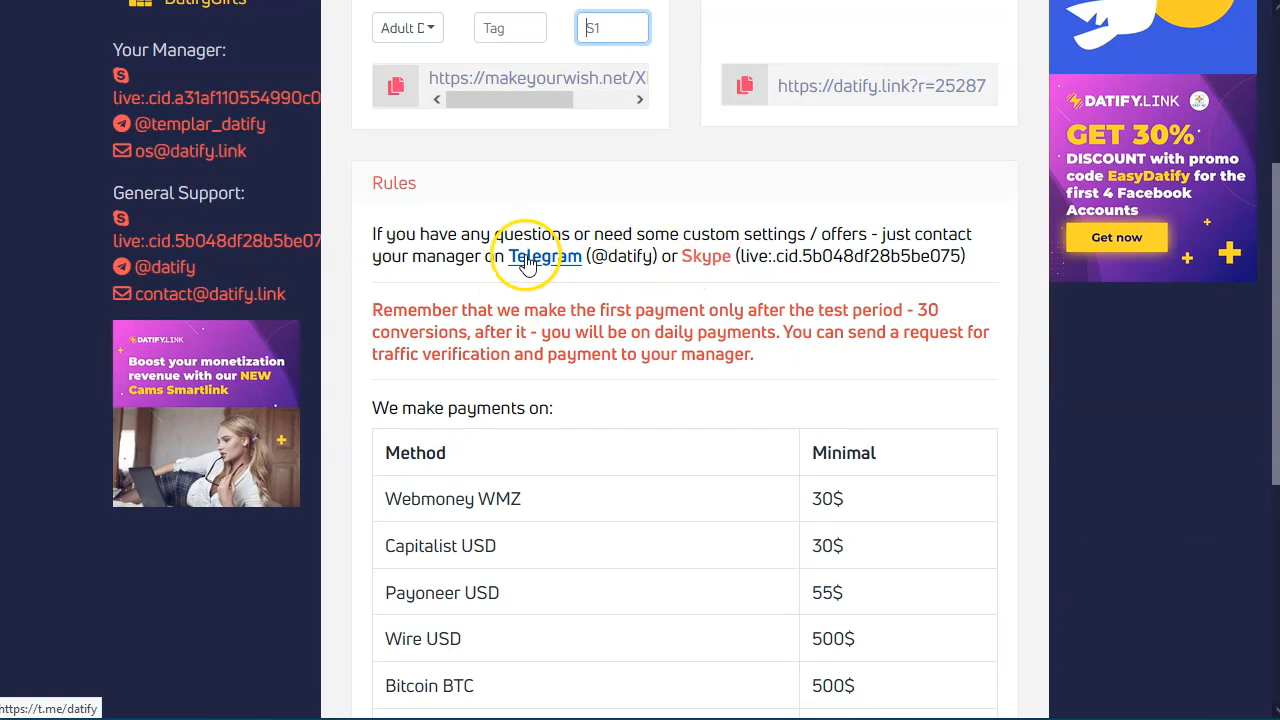 DatifyGifts
Your Manager:
live:.cid.a31af110554990c0
@templar_datify
os@datify.link
General Support:
live:.cid.5b048df28b5be07
@datify
contact@datify.link
DATIFY.LINK
Boost your monetization
revenue with our NEW
Cams Smartlink
Adult D
Tag
S1
https://makeyourwish.net/X
https://datify.link?r=25287
Rules
If you have any questions or need some custom settings / offers - just contact
your manager on Telegram (@datify) or Skype (live:.cid.5b048df28b5be075)
Remember that we make the first payment only after the test period - 30
conversions, after it - you will be on daily payments. You can send a request for
traffic verification and payment to your manager.
We make payments on:
Method Minimal
Webmoney WMZ 30$
Capitalist USD 30$
Payoneer USD 55$
Wire USD 500$
Bitcoin BTC 500$
DATIFY.LINK
GET 30%
DISCOUNT with promo
code EasyDatify for the
first 4 Facebook
Accounts
Get now
https://t.me/datify